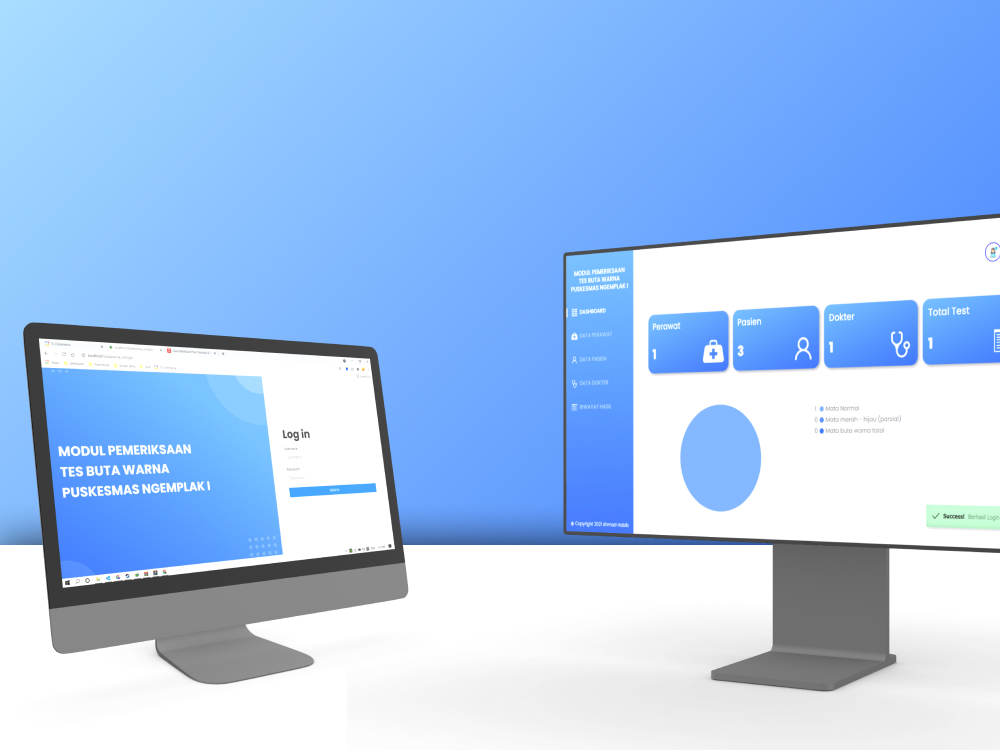 MODUL PEMERIKSAAN
TES BUTA WARNA
PUSKESMAS NGEMPLAK I
Log in
Username
Password
MODUL PEMERIKSAAN
TES BUTA WARNA
PUSKESMAS NGEMPLAK I
DASHBOARD
DATA PERAWAT
DATA PASIEN
DATA DOKTER
RIWAYAT HASIL
© Copyright 2021 Ahmad Habib
Perawat
1
Pasien
3
Dokter
1
Total Test
1
1 Mata Normal
0 Mata merah - hijau (parsial)
0 Mata buta warna total
Success! Berhasil Login